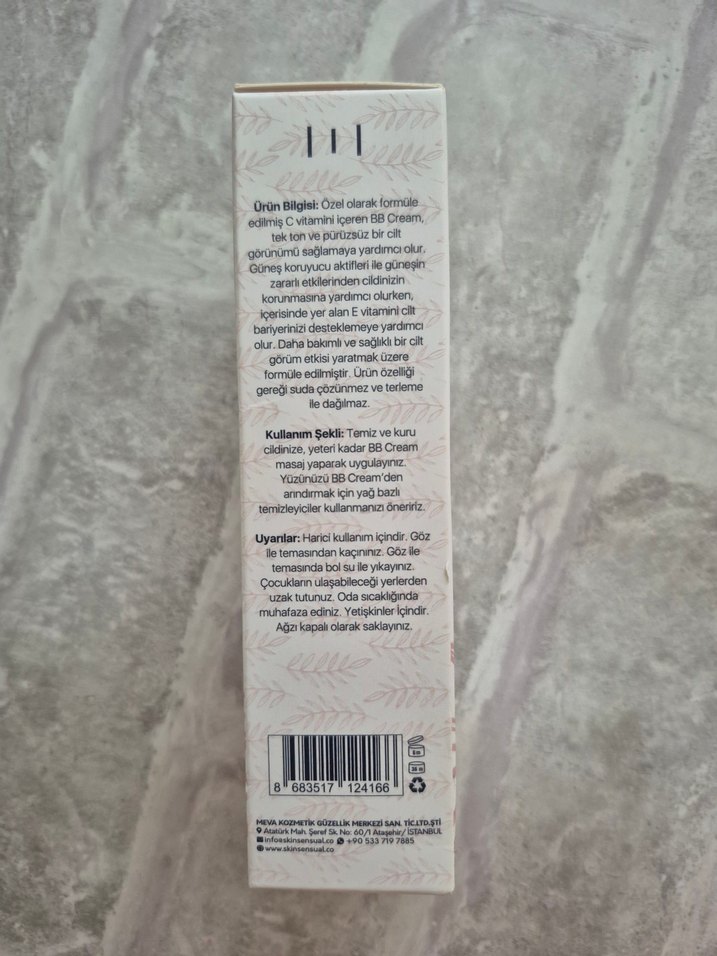 Ürün Bilgisi: Özel olarak formüle
edilmiş C vitamini içeren BB Cream,
tek ton ve pürüzsüz bir cilt
görünümü sağlamaya yardımcı olur.
Güneş koruyucu aktifleri ile güneşin
zararlı etkilerinden cildinizin
korunmasına yardımcı olurken,
içerisinde yer alan E vitamini cilt
bariyerinizi desteklemeye yardımcı
olur. Daha bakımlı ve sağlıklı bir cilt
görüm etkisi yaratmak üzere
formüle edilmiştir. Ürün özelliği
gereği suda çözünmez ve terleme
ile dağılmaz.
Kullanım Şekli: Temiz ve kuru
cildinize, yeteri kadar BB Cream
masaj yaparak uygulayınız.
Yüzünüzü BB Cream'den
arındırmak için yağ bazlı
temizleyiciler kullanmanızı öneririz.
Uyarılar: Harici kullanım içindir. Göz
ile temasından kaçınınız. Göz ile
temasında bol su ile yıkayınız.
Çocukların ulaşabileceği yerlerden
uzak tutunuz. Oda sıcaklığında
muhafaza ediniz. Yetişkinler İçindir.
Ağzı kapalı olarak saklayınız.
6m
36 m
8 683517 124166
MEVA KOZMETİK GÜZELLİK MERKEZİ SAN. TİC.LTD.ŞTİ
Atatürk Mah. Şeref Sk. No: 60/1 Ataşehir/ İSTANBUL
info@skinsensual.co +90 533 719 7885
www.skinsensual.co